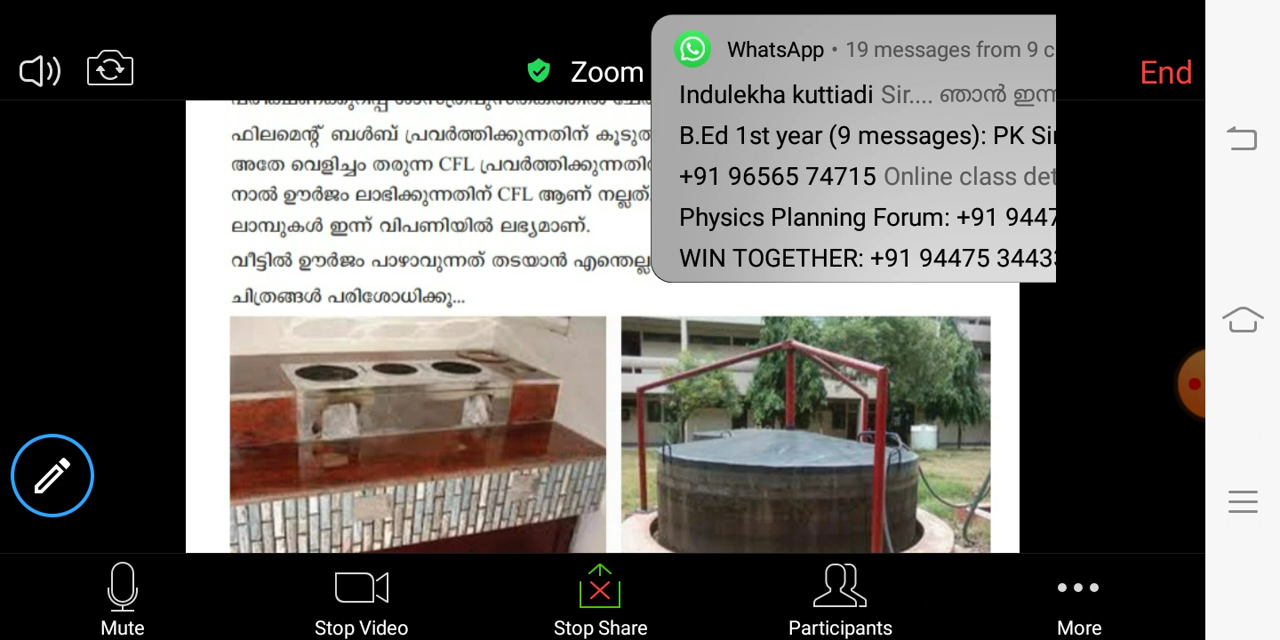 Zoom
End
WhatsApp • 19 messages from 9 c
Indulekha kuttiadi Sir.... ഞാൻ ഇന്ന
B.Ed 1st year (9 messages): PK Sir
+91 96565 74715 Online class det
Physics Planning Forum: +91 9447
WIN TOGETHER: +91 94475 3443
ഫിലമെന്റ് ബൾബ് പ്രവർത്തിക്കുന്നതിന് കൂടുത
അതേ വെളിച്ചം തരുന്ന CFL പ്രവർത്തിക്കുന്നതി
നാൽ ഊർജം ലാഭിക്കുന്നതിന് CFL ആണ് നല്ലത്
ലാമ്പുകൾ ഇന്ന് വിപണിയിൽ ലഭ്യമാണ്.
വീട്ടിൽ ഊർജം പാഴാവുന്നത് തടയാൻ എന്തെല്ലാ
ചിത്രങ്ങൾ പരിശോധിക്കൂ...
Mute
Stop Video
Stop Share
Participants
More